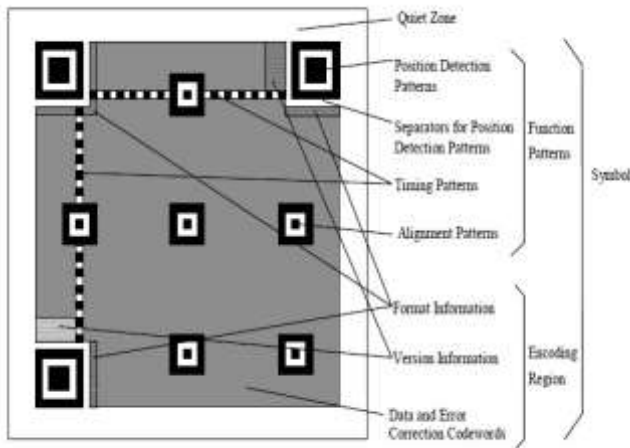 Quiet Zone
Position Detection
Patterns
Separators for Position
Detection Patterns
Function
Patterns
Symbol
Timing Patterns
Alignment Patterns
Format Information
Version Information
Encoding
Region
Data and Error
Correction Codewords